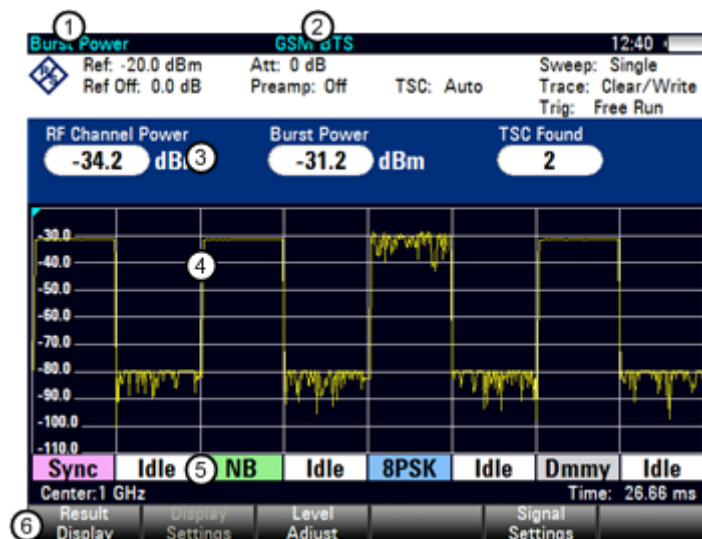 1 2
Burst Power GSM BTS 12:40
Ref: -20.0 dBm Att: 0 dB Sweep: Single
Ref Off: 0.0 dB Preamp: Off TSC: Auto Trace: Clear/Write
Trig: Free Run
RF Channel Power Burst Power TSC Found
-34.2 3 -31.2 dBm 2
-30.0
-40.0 4
-50.0
-60.0
-70.0
-80.0
-90.0
-100.0
-110.0
Sync Idle 5 NB Idle 8PSK Idle Dmmy Idle
Center:1 GHz Time: 26.66 ms
6 Result Display Level Signal
Display Settings Adjust Settings